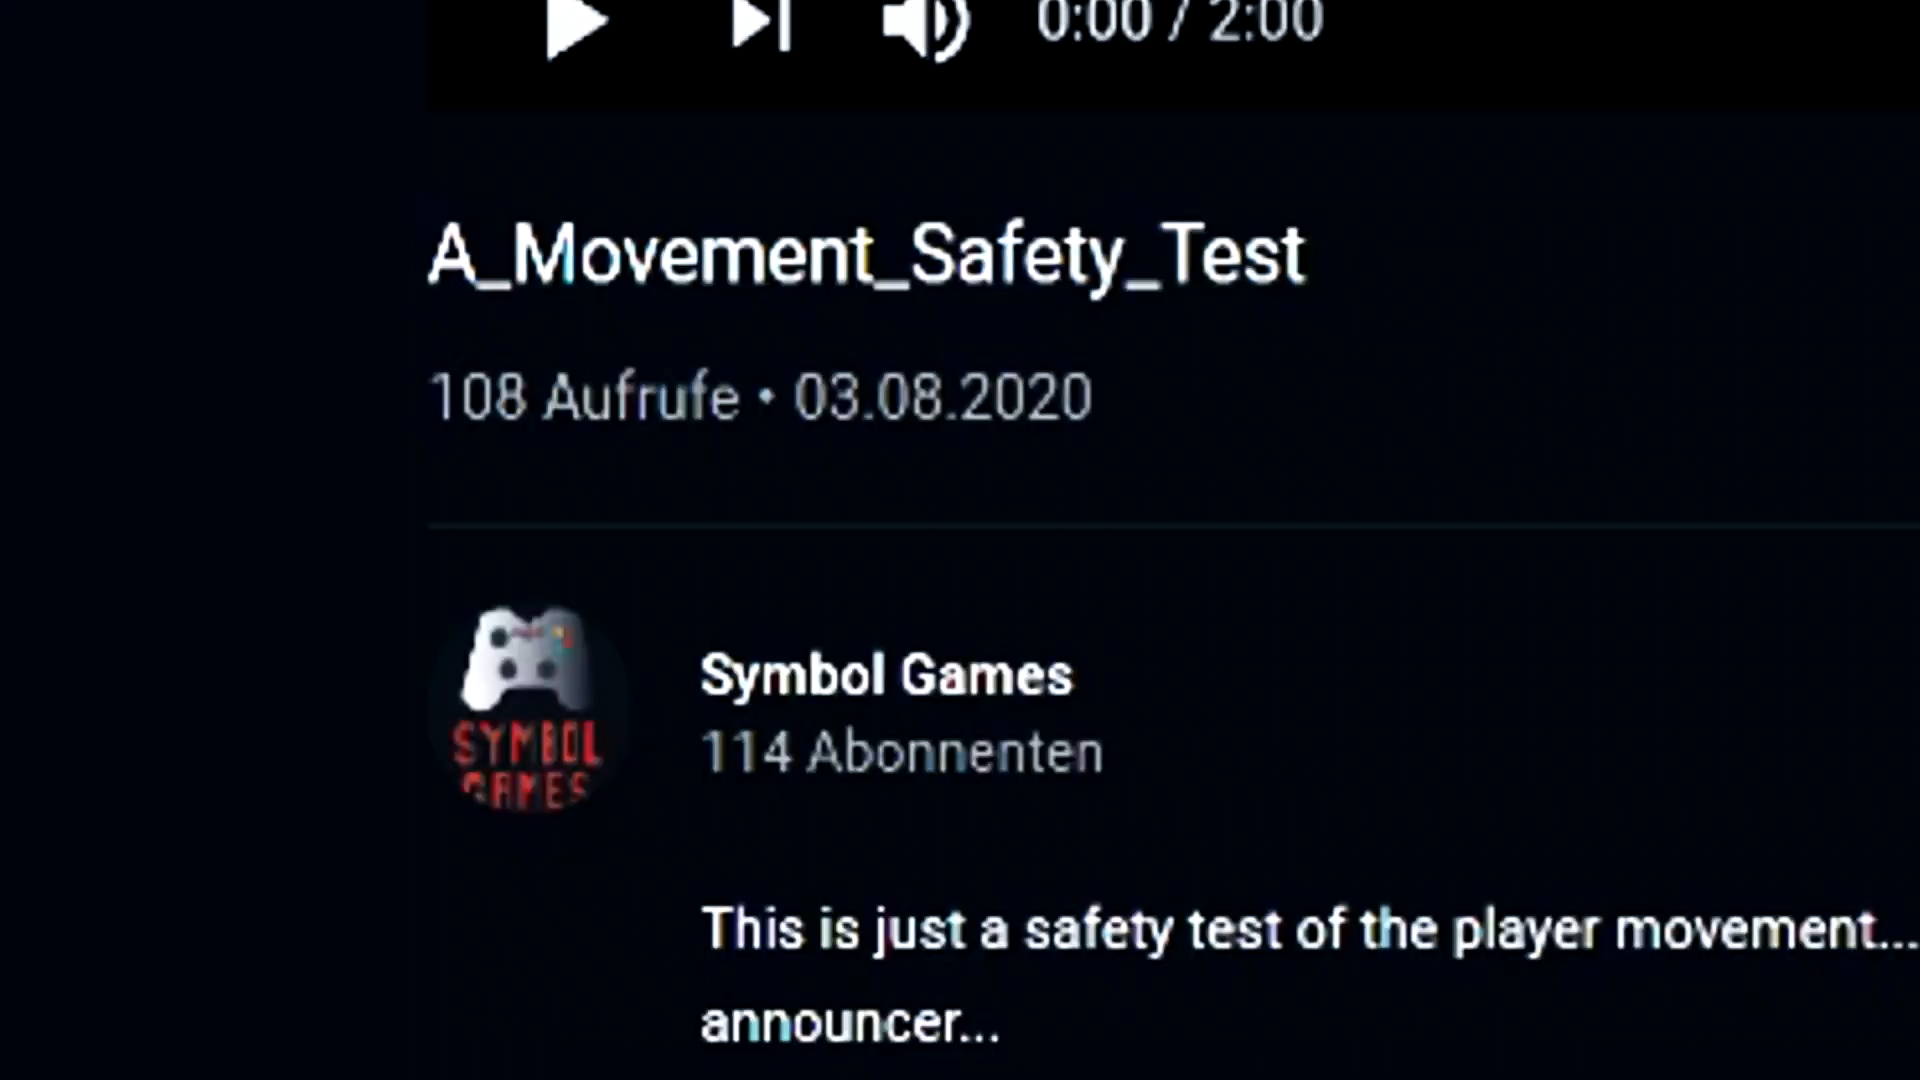 0:00 / 2:00
A_Movement_Safety_Test
108 Aufrufe • 03.08.2020
SYMBOL
GAMES
Symbol Games
114 Abonnenten
This is just a safety test of the player movement...
announcer...